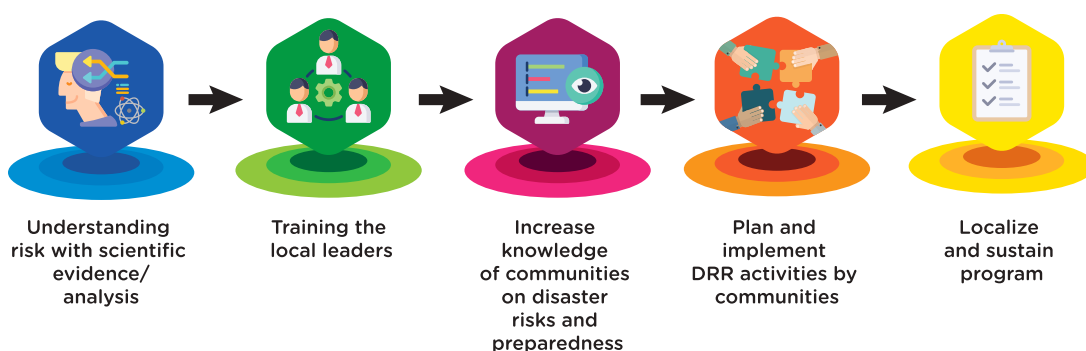 Understanding
risk with scientific
evidence/
analysis
Training the
local leaders
Increase
knowledge
of communities
on disaster
risks and
preparedness
Plan and
implement
DRR activities by
communities
Localize
and sustain
program